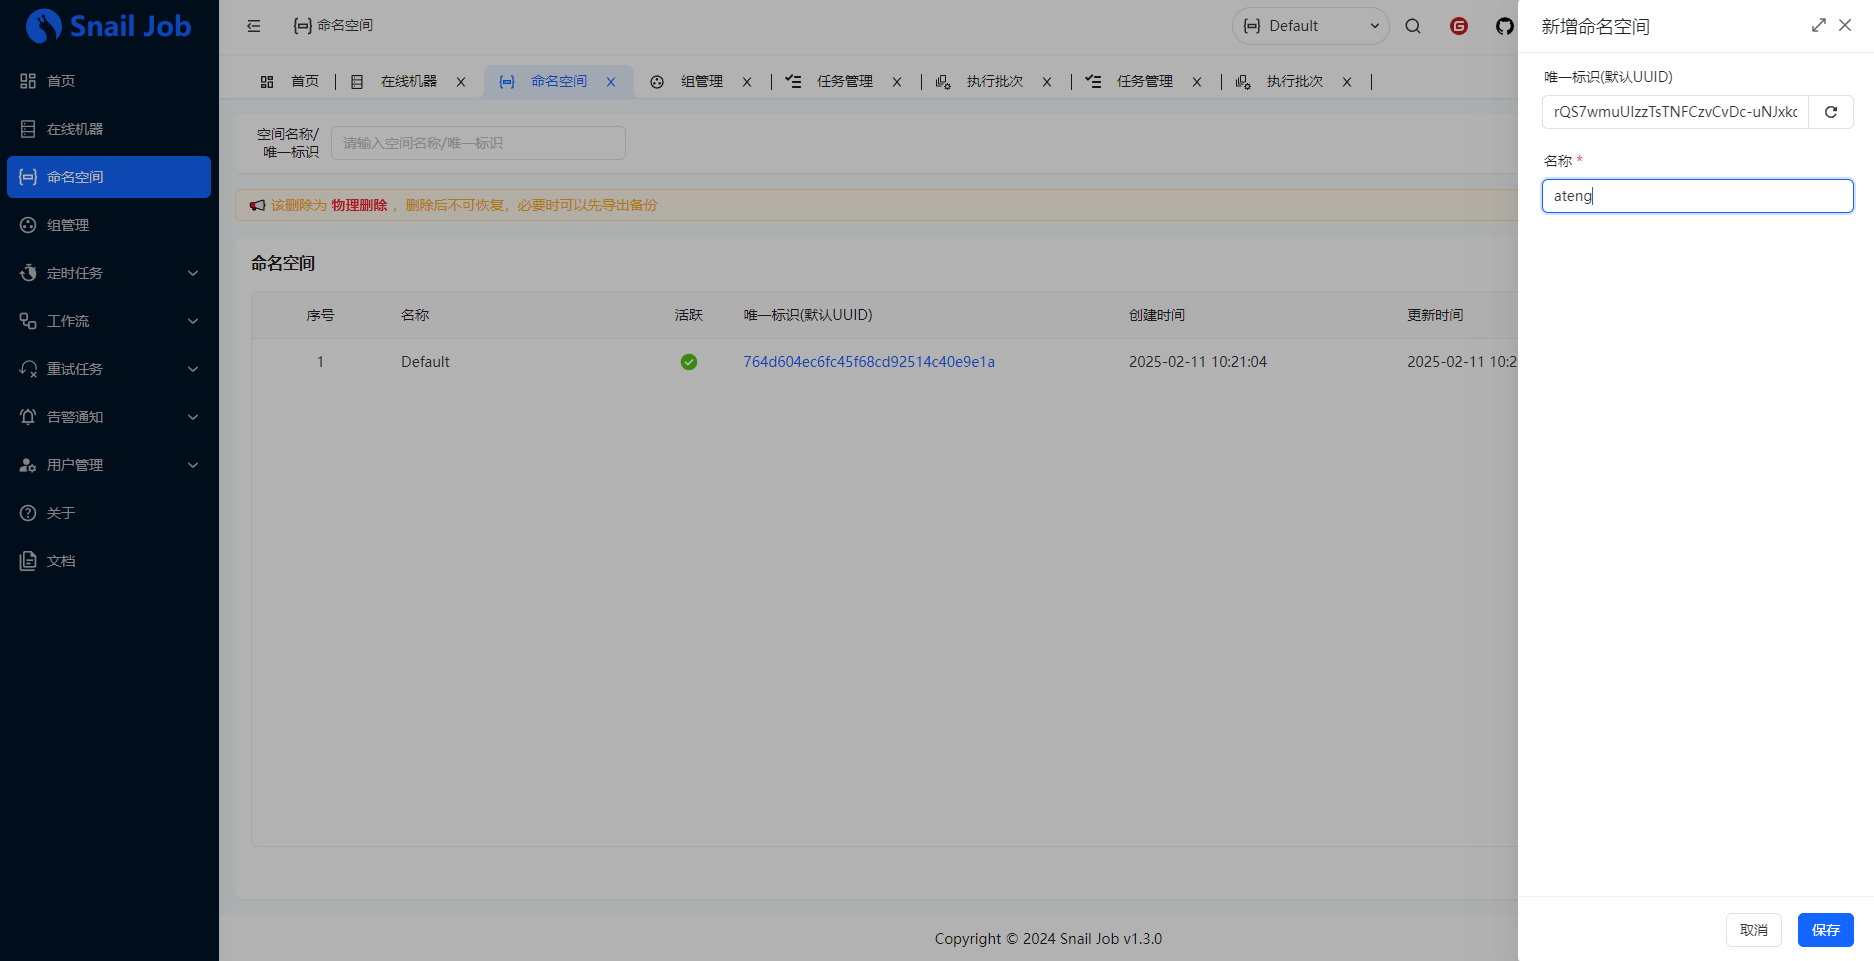 Snail Job
首页
在线机器
命名空间
组管理
定时任务
工作流
重试任务
告警通知
用户管理
关于
文档
命名空间
Default
首页
在线机器
命名空间
组管理
任务管理
执行批次
任务管理
执行批次
空间名称/
唯一标识
请输入空间名称/唯一标识
该删除为 物理删除 ，删除后不可恢复，必要时可以先导出备份
命名空间
序号 名称 活跃 唯一标识(默认UUID) 创建时间 更新时间
1 Default 764d604ec6fc45f68cd92514c40e9e1a 2025-02-11 10:21:04 2025-02-11 10:2
Copyright © 2024 Snail Job v1.3.0
新增命名空间
唯一标识(默认UUID)
名称 *
ateng
取消
保存